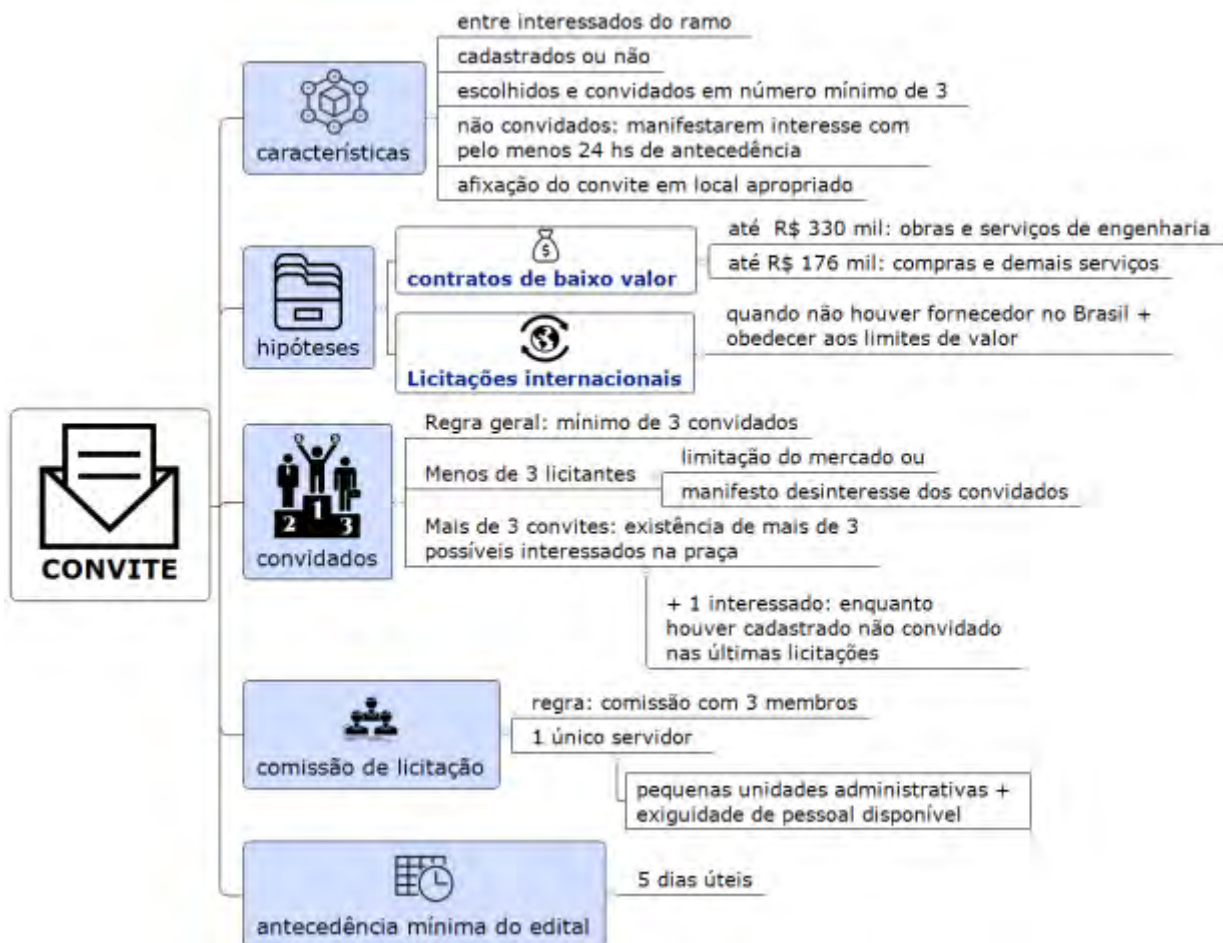 entre interessados do ramo
cadastrados ou não
escolhidos e convidados em número mínimo de 3
não convidados: manifestarem interesse com
pelo menos 24 hs de antecedência
afixação do convite em local apropriado
características
até R$ 330 mil: obras e serviços de engenharia
até R$ 176 mil: compras e demais serviços
$
contratos de baixo valor
quando não houver fornecedor no Brasil +
obedecer aos limites de valor
Licitações internacionais
hipóteses
CONVITE
Regra geral: mínimo de 3 convidados
Menos de 3 licitantes
limitação do mercado ou
manifesto desinteresse dos convidados
Mais de 3 convites: existência de mais de 3
possíveis interessados na praça
+ 1 interessado: enquanto
houver cadastrado não convidado
nas últimas licitações
2 1 3
convidados
regra: comissão com 3 membros
1 único servidor
pequenas unidades administrativas +
exiguidade de pessoal disponível
comissão de licitação
5 dias úteis
antecedência mínima do edital